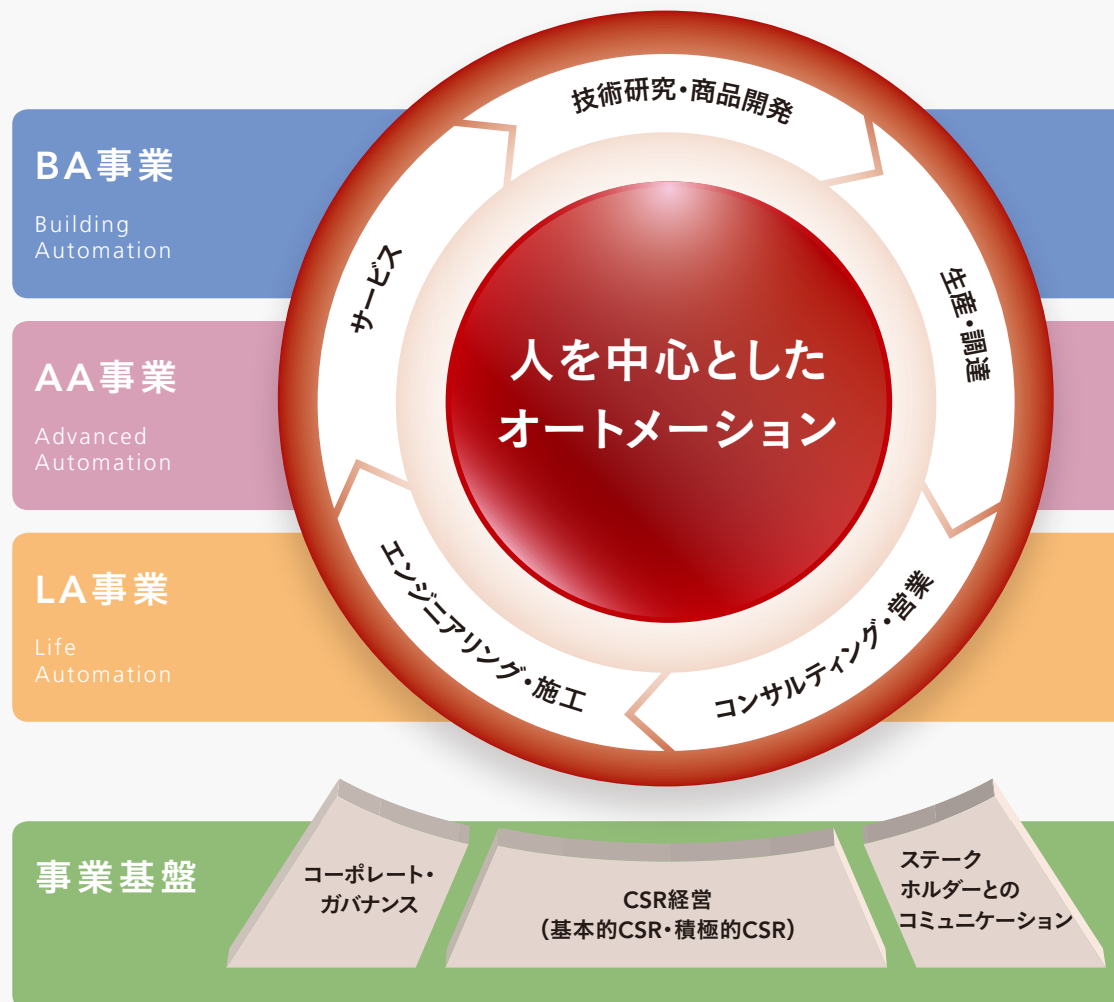 BA事業
Building
Automation
AA事業
Advanced
Automation
LA事業
Life
Automation
技術研究・商品開発
生産・調達
コンサルティング・営業
エンジニアリング・施工
サービス
人を中心とした
オートメーション
事業基盤
コーポレート・
ガバナンス
CSR経営
（基本的CSR・積極的CSR）
ステーク
ホルダーとの
コミュニケーション